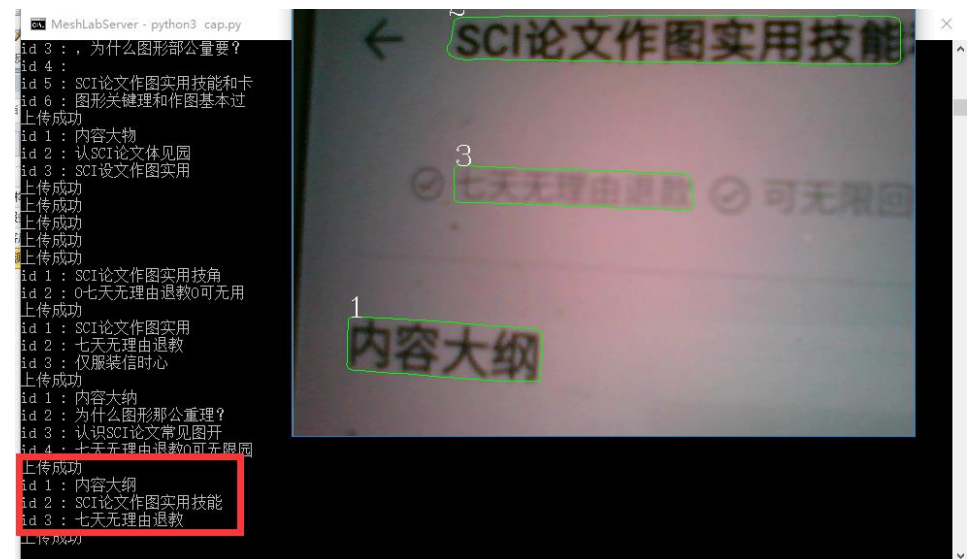 MeshLabServer - python3 cap.py
id 3 : , 为什么图形部公量要?
id 4 :
id 5 : SCI论文作图实用技能和卡
id 6 : 图形关键理和作图基本过
上传成功
id 1 : 内容大物
id 2 : 认SCI论文体见园
id 3 : SCI设文作图实用
上传成功
上传成功
上传成功
上传成功
上传成功
id 1 : SCI论文作图实用技角
id 2 : O七天无理由退教O可无用
上传成功
id 1 : SCI论文作图实用
id 2 : 七天无理由退教
id 3 : 仅服装信时心
上传成功
id 1 : 内容大纳
id 2 : 为什么图形那公重理?
id 3 : 认识SCI论文常见图开
id 4 : 七天无理由退教O可无限园
上传成功
id 1 : 内容大纲
id 2 : SCI论文作图实用技能
id 3 : 七天无理由退教
上传成功
2
SCI论文作图实用技能
3
七天无理由退教
可无限回
1
内容大纲